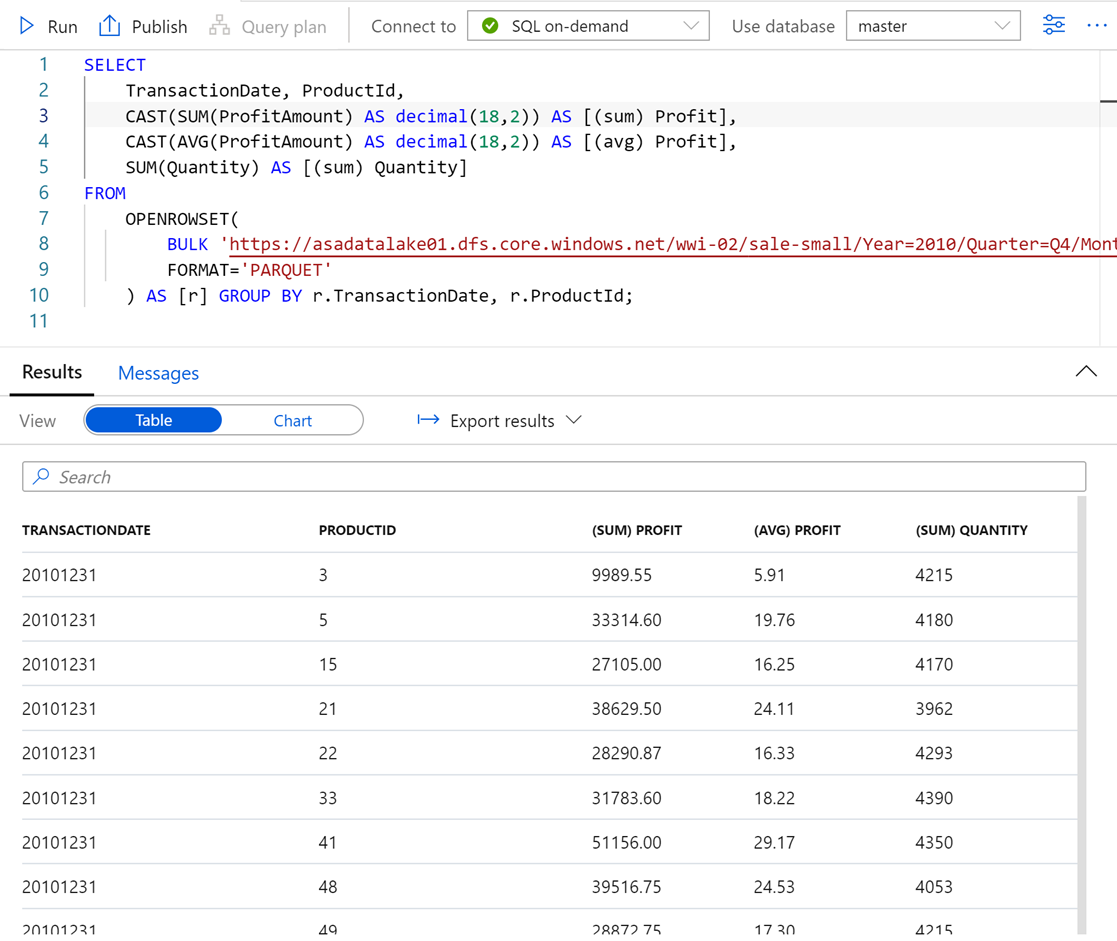 Run Publish Query plan Connect to SQL on-demand Use database master
1 SELECT
2 TransactionDate, ProductId,
3 CAST(SUM(ProfitAmount) AS decimal(18,2)) AS [(sum) Profit],
4 CAST(AVG(ProfitAmount) AS decimal(18,2)) AS [(avg) Profit],
5 SUM(Quantity) AS [(sum) Quantity]
6 FROM
7 OPENROWSET(
8 BULK 'https://asadatalake01.dfs.core.windows.net/wwi-02/sale-small/Year=2010/Quarter=Q4/Mont
9 FORMAT='PARQUET'
10 ) AS [r] GROUP BY r.TransactionDate, r.ProductId;
11
Results Messages
View Table Chart Export results
Search
TRANSACTIONDATE PRODUCTID (SUM) PROFIT (AVG) PROFIT (SUM) QUANTITY
20101231 3 9989.55 5.91 4215
20101231 5 33314.60 19.76 4180
20101231 15 27105.00 16.25 4170
20101231 21 38629.50 24.11 3962
20101231 22 28290.87 16.33 4293
20101231 33 31783.60 18.22 4390
20101231 41 51156.00 29.17 4350
20101231 48 39516.75 24.53 4053
20101231 49 28872.75 17.30 4215